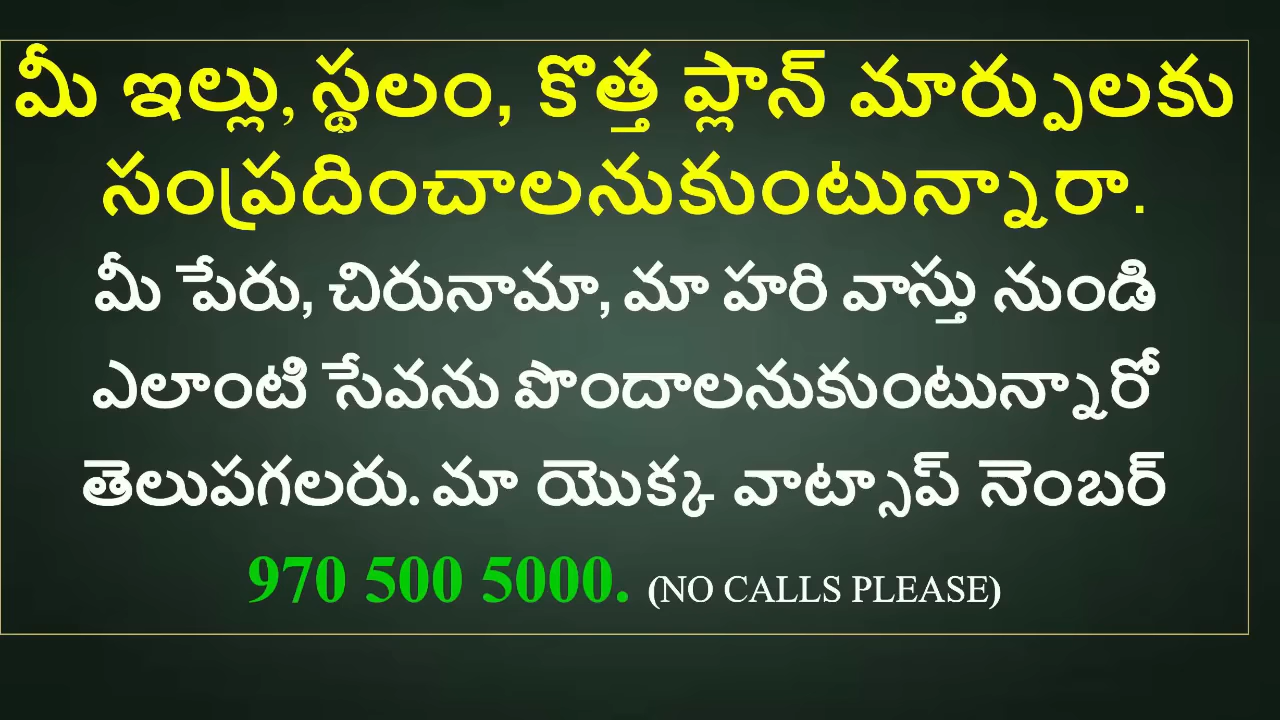 మీ ఇల్లు, స్థలం, కొత్త ప్లాన్ మార్పులకు
సంప్రదించాలనుకుంటున్నారా.
మీ పేరు, చిరునామా, మా హరి వాస్తు నుండి
ఎలాంటి సేవను పొందాలనుకుంటున్నారో
తెలుపగలరు. మా యొక్క వాట్సాప్ నెంబర్
970 500 5000. (NO CALLS PLEASE)